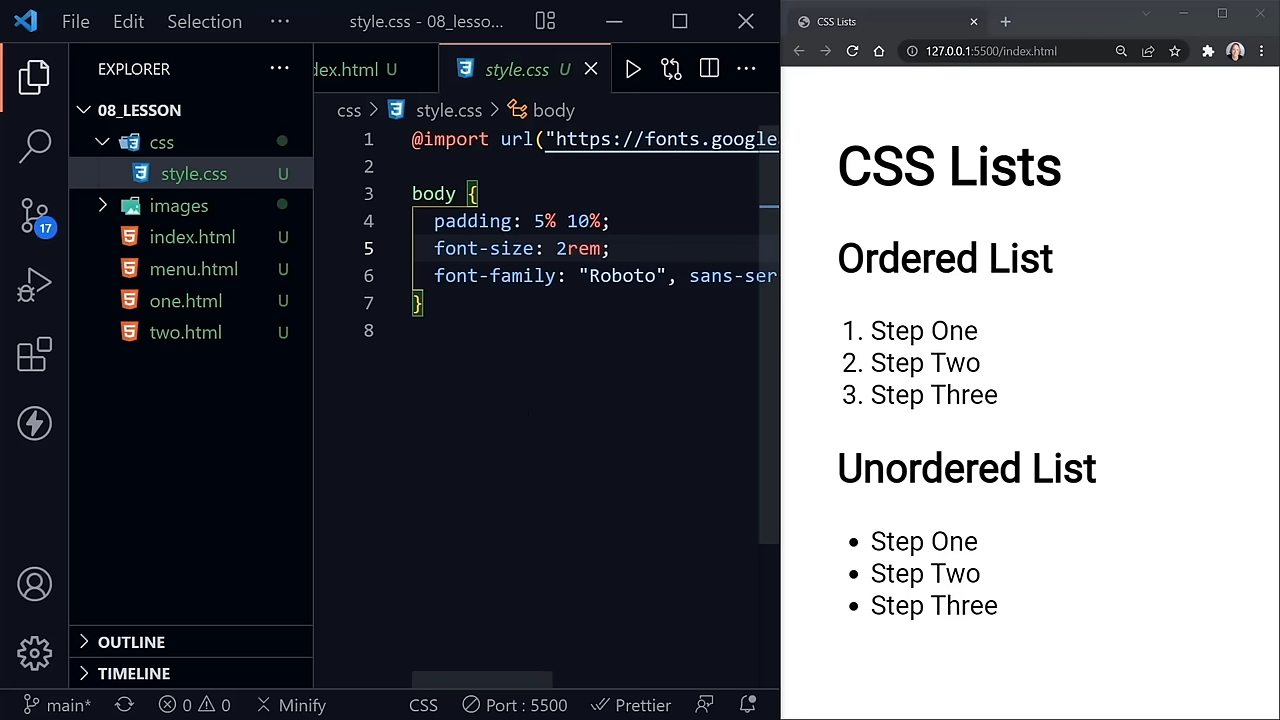 File Edit Selection ··· style.css - 08_lesso...
EXPLORER ···
08_LESSON
css
style.css U
images
index.html U
menu.html U
one.html U
two.html U
OUTLINE
TIMELINE
17
dex.html U style.css U
css > style.css > body
1 @import url("https://fonts.google
2
3 body {
4 padding: 5% 10%;
5 font-size: 2rem;
6 font-family: "Roboto", sans-ser
7 }
8
main* 0 0 Minify CSS Port : 5500 Prettier
CSS Lists
127.0.0.1:5500/index.html
CSS Lists
Ordered List
1. Step One
2. Step Two
3. Step Three
Unordered List
• Step One
• Step Two
• Step Three